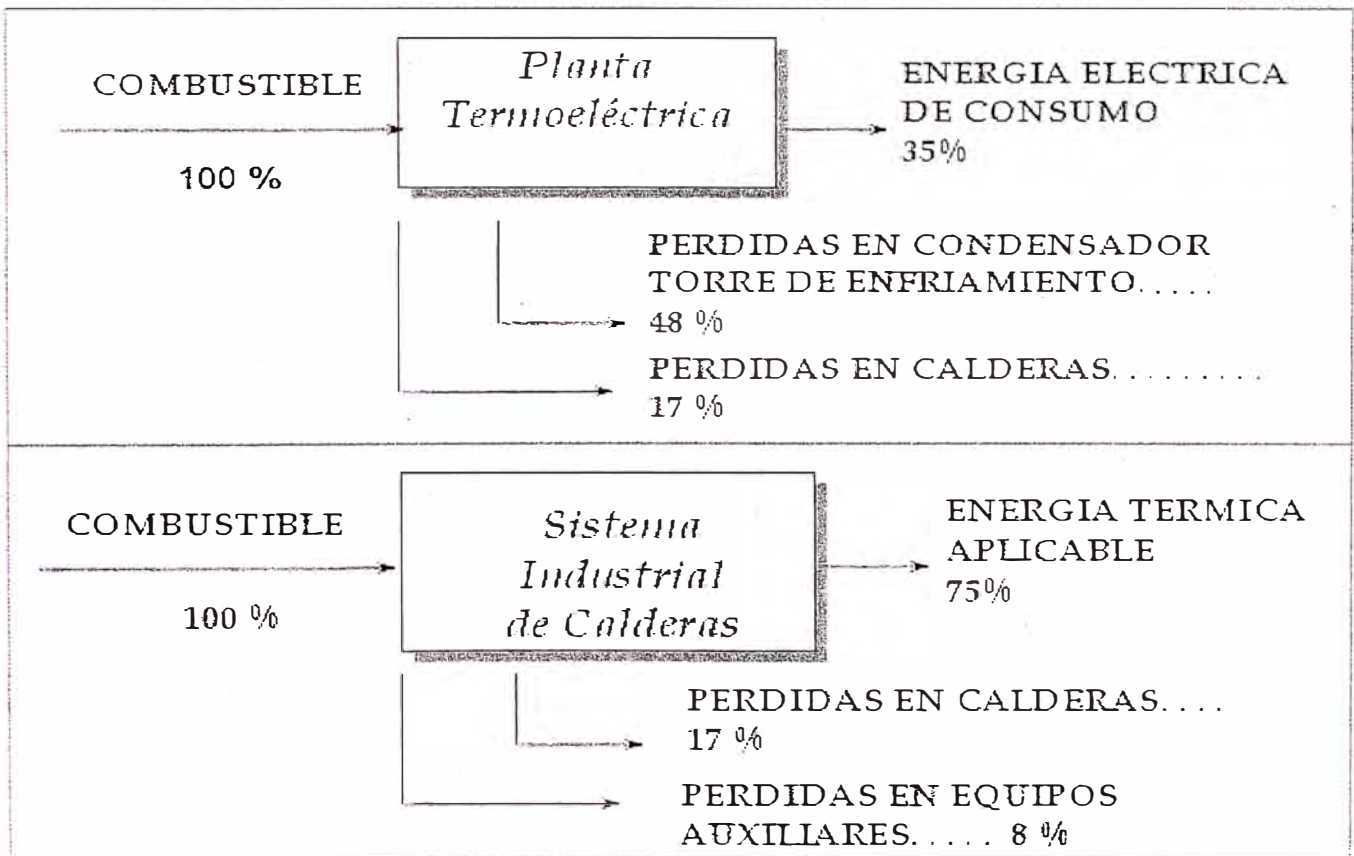 COMBUSTIBLE
100 %
Planta
Termoeléctrica
ENERGIA ELECTRICA
DE CONSUMO
35%
PERDIDAS EN CONDENSADOR
TORRE DE ENFRIAMIENTO.....
48 %
PERDIDAS EN CALDERAS.........
17 %
COMBUSTIBLE
100 %
Sistema
Industrial
de Calderas
ENERGIA TERMICA
APLICABLE
75%
PERDIDAS EN CALDERAS....
17 %
PERDIDAS EN EQUIPOS
AUXILIARES..... 8 %